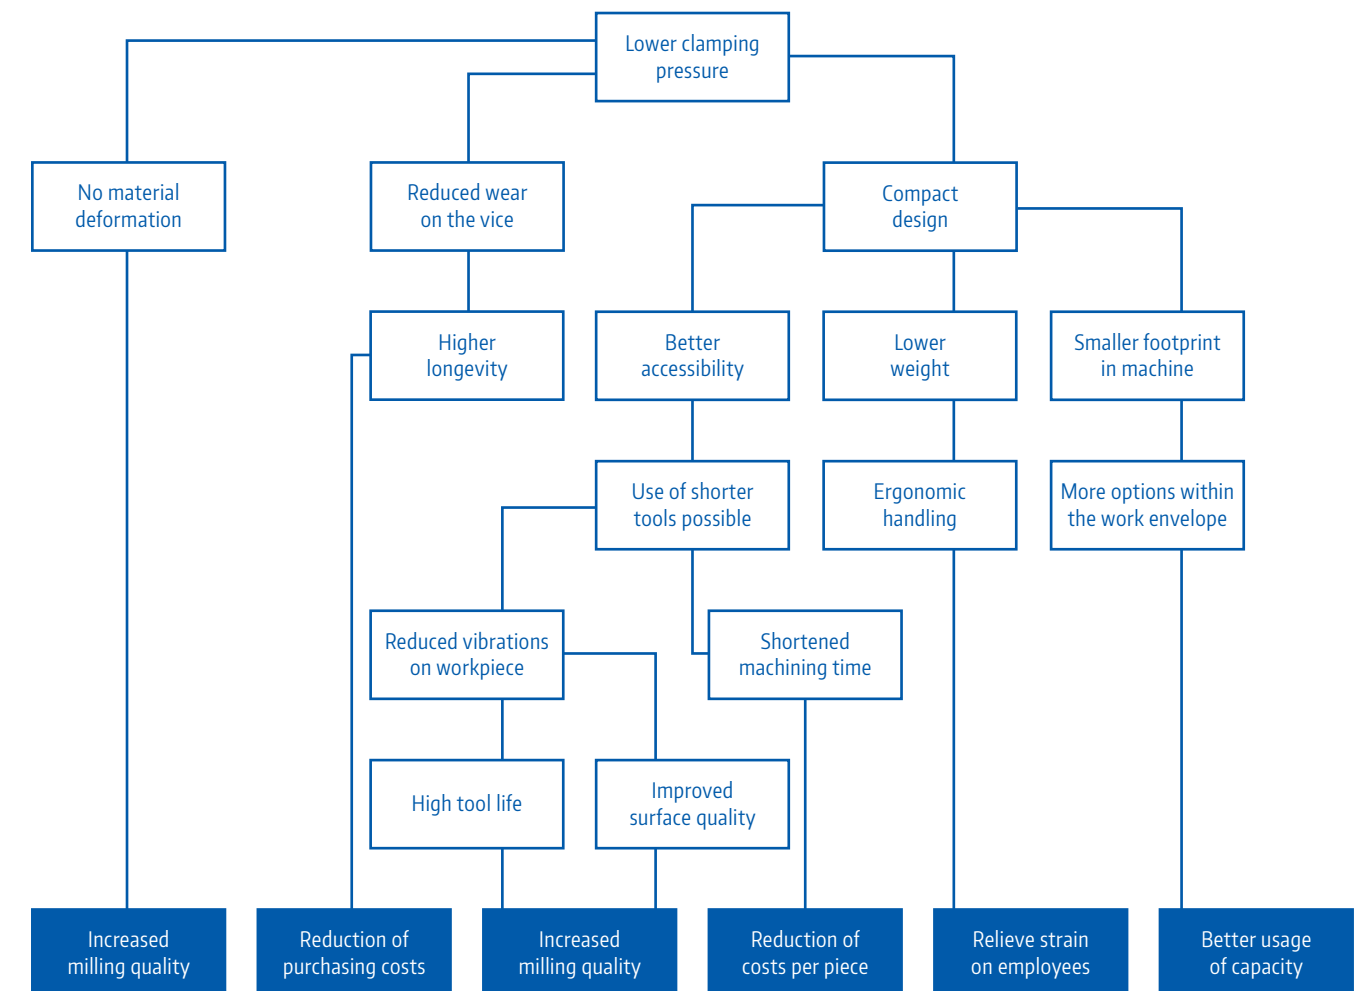 Lower clamping
pressure
No material
deformation
Reduced wear
on the vice
Compact
design
Higher
longevity
Better
accessibility
Lower
weight
Smaller footprint
in machine
Use of shorter
tools possible
Ergonomic
handling
More options within
the work envelope
Reduced vibrations
on workpiece
Shortened
machining time
High tool life
Improved
surface quality
Increased
milling quality
Reduction of
purchasing costs
Increased
milling quality
Reduction of
costs per piece
Relieve strain
on employees
Better usage
of capacity